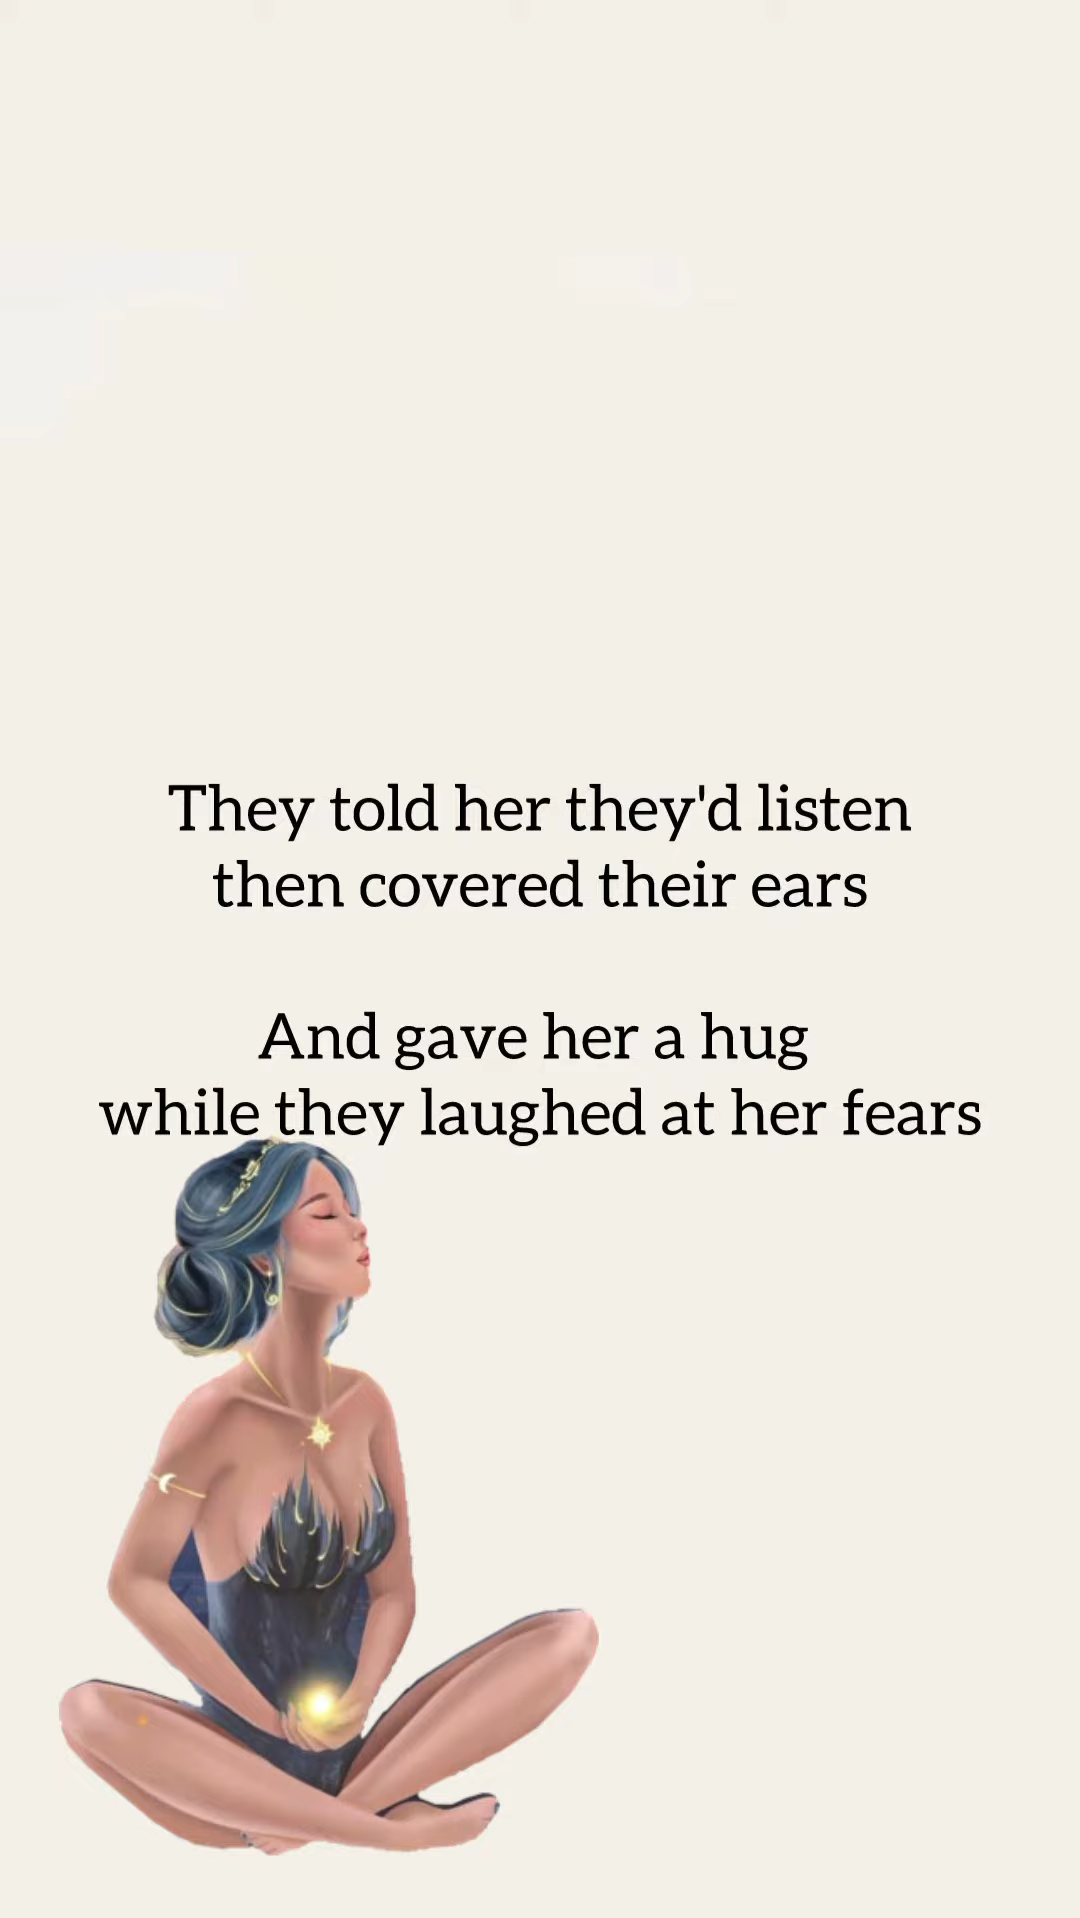 They told her they'd listen
then covered their ears
And gave her a hug
while they laughed at her fears